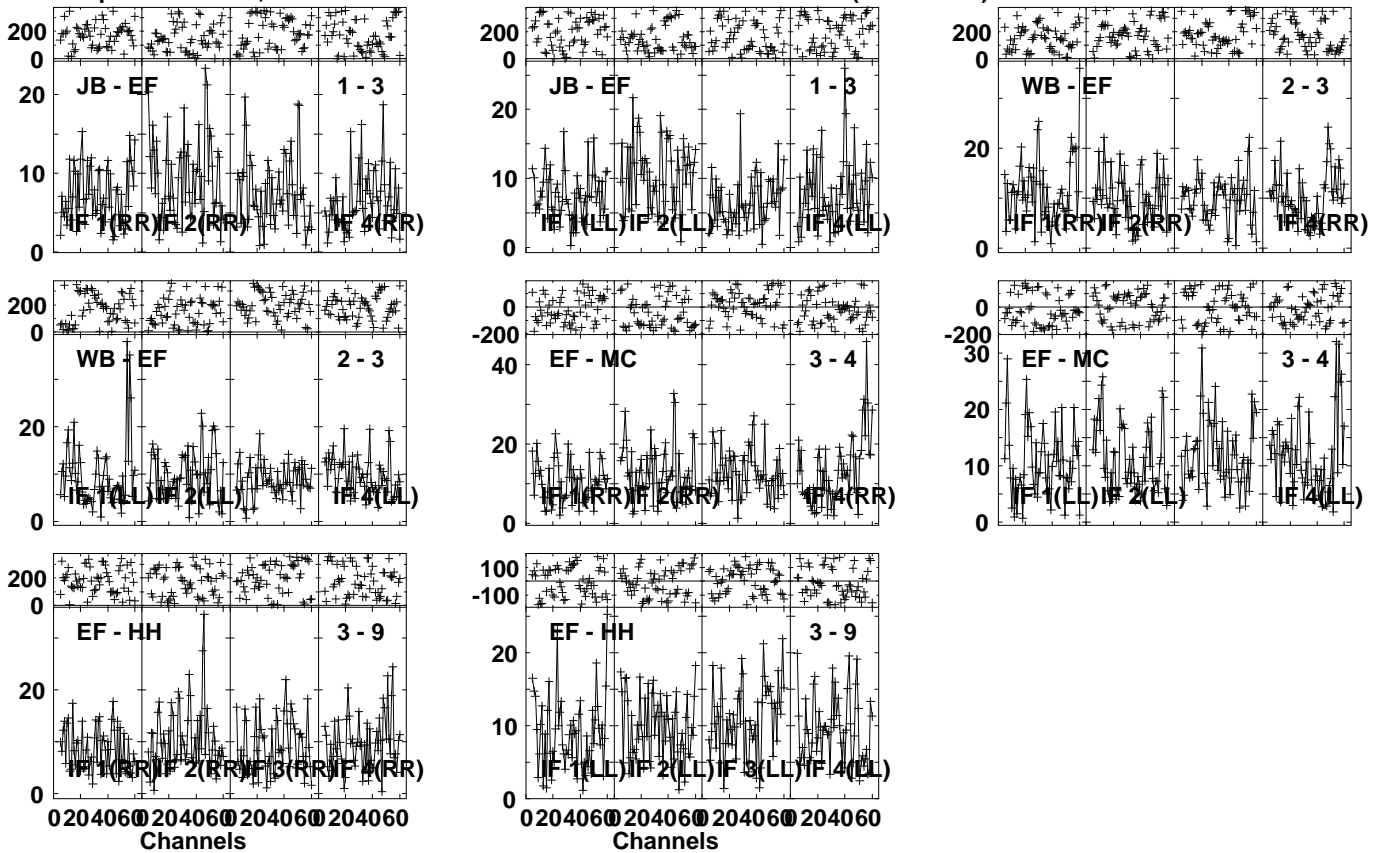 200
0
JB - EF 1 - 3
20
10
0
IF 1(RR) IF 2(RR) IF 4(RR)
JB - EF 1 - 3
20
10
0
IF 1(LL) IF 2(LL) IF 4(LL)
200
0
WB - EF 2 - 3
20
0
IF 1(RR) IF 2(RR) IF 4(RR)
200
0
WB - EF 2 - 3
20
0
IF 1(LL) IF 2(LL) IF 4(LL)
0
-200
EF - MC 3 - 4
40
20
0
IF 1(RR) IF 2(RR) IF 4(RR)
0
-200
EF - MC 3 - 4
30
20
10
0
IF 1(LL) IF 2(LL) IF 4(LL)
200
0
EF - HH 3 - 9
20
0
IF 1(RR) IF 2(RR) IF 3(RR) IF 4(RR)
0 20 40 60 0 20 40 60 0 20 40 60 0 20 40 60
Channels
100
-100
EF - HH 3 - 9
20
10
0
IF 1(LL) IF 2(LL) IF 3(LL) IF 4(LL)
0 20 40 60 0 20 40 60 0 20 40 60 0 20 40 60
Channels